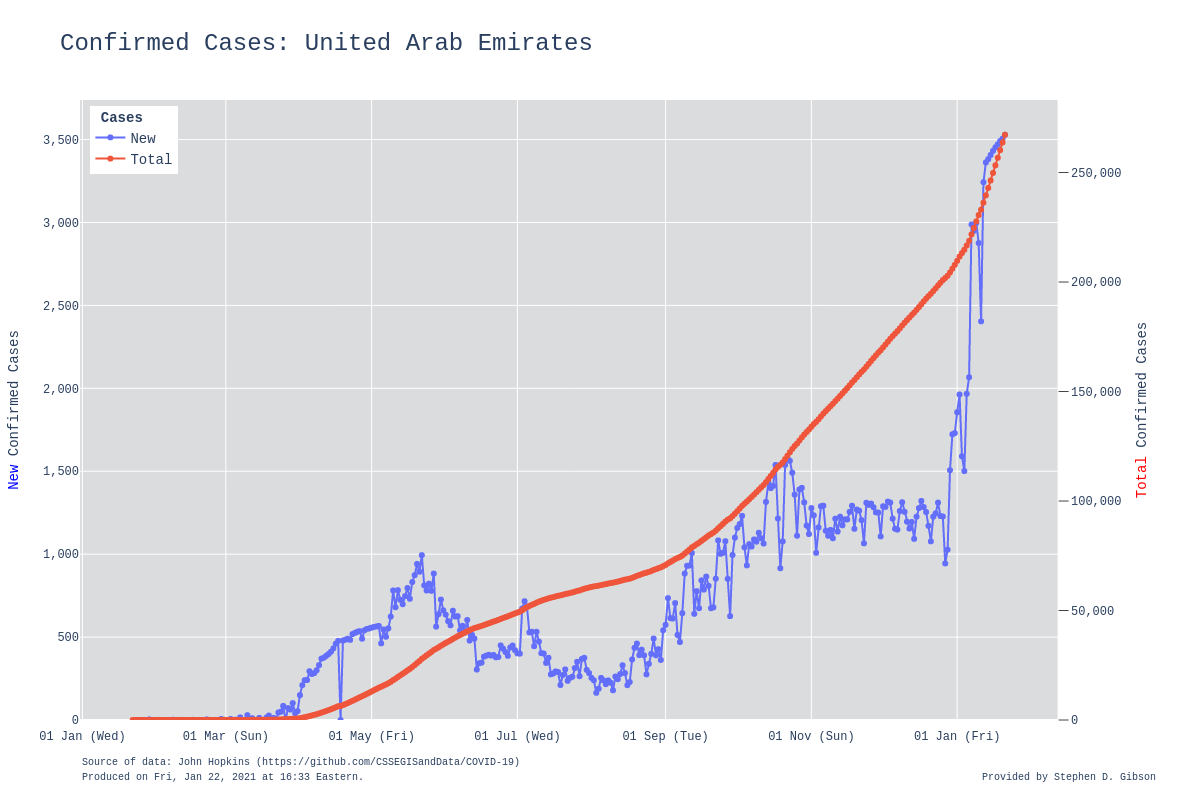 Confirmed Cases: United Arab Emirates
Cases
New
Total
3,500
3,000
2,500
2,000
1,500
1,000
500
0
250,000
200,000
150,000
100,000
50,000
0
New Confirmed Cases
Total Confirmed Cases
01 Jan (Wed) 01 Mar (Sun) 01 May (Fri) 01 Jul (Wed) 01 Sep (Tue) 01 Nov (Sun) 01 Jan (Fri)
Source of data: John Hopkins (https://github.com/CSSEGISandData/COVID-19)
Produced on Fri, Jan 22, 2021 at 16:33 Eastern.
Provided by Stephen D. Gibson